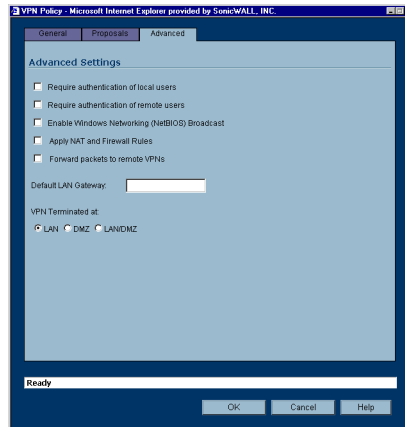 VPN Policy - Microsoft Internet Explorer provided by SonicWALL, INC.
General Proposals Advanced
Advanced Settings
Require authentication of local users
Require authentication of remote users
Enable Windows Networking (NetBIOS) Broadcast
Apply NAT and Firewall Rules
Forward packets to remote VPNs
Default LAN Gateway:
VPN Terminated at:
LAN DMZ LAN/DMZ
Ready
OK Cancel Help